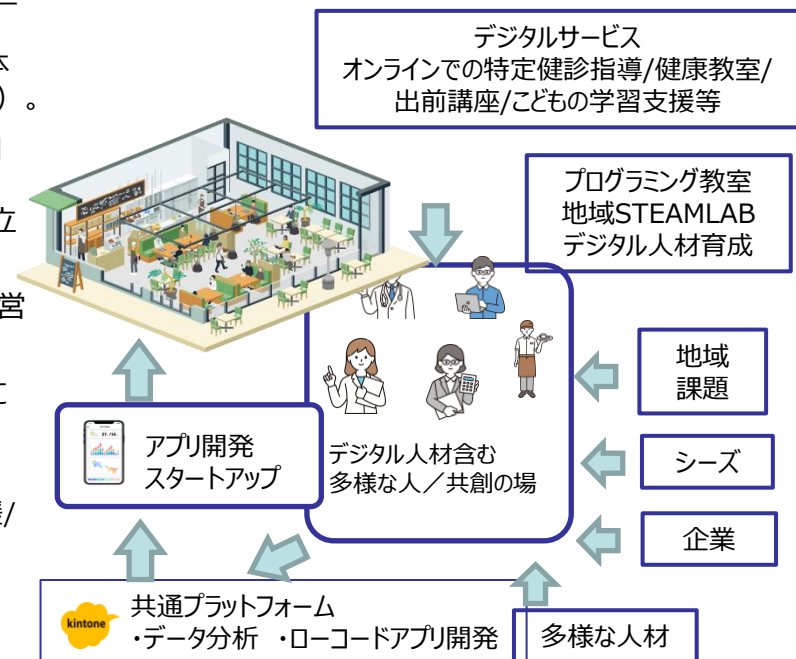 本
）。
立
営
に
/
デジタルサービス
オンラインでの特定健診指導/健康教室/
出前講座/こどもの学習支援等
プログラミング教室
地域STEAMLAB
デジタル人材育成
地域
課題
シーズ
企業
アプリ開発
スタートアップ
デジタル人材含む
多様な人／共創の場
kintone
共通プラットフォーム
・データ分析 ・ローコードアプリ開発
多様な人材